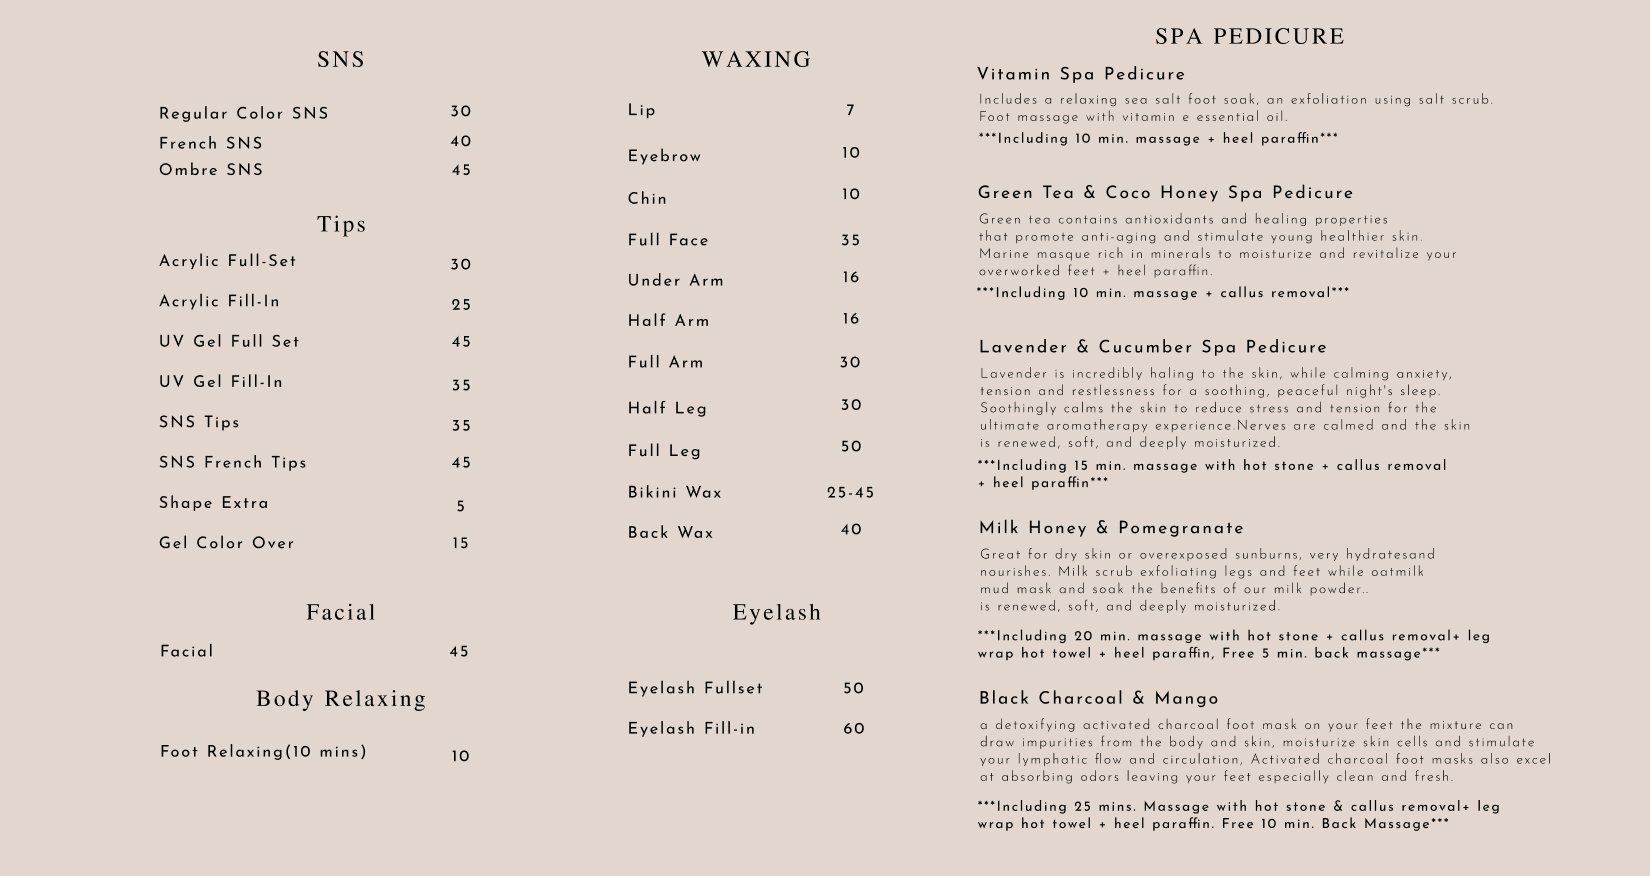 SNS
Regular Color SNS 30
French SNS 40
Ombre SNS 45
Tips
Acrylic Full-Set 30
Acrylic Fill-In 25
UV Gel Full Set 45
UV Gel Fill-In 35
SNS Tips 35
SNS French Tips 45
Shape Extra 5
Gel Color Over 15
Facial
Facial 45
Body Relaxing
Foot Relaxing(10 mins) 10
WAXING
Lip 7
Eyebrow 10
Chin 10
Full Face 35
Under Arm 16
Half Arm 16
Full Arm 30
Half Leg 30
Full Leg 50
Bikini Wax 25-45
Back Wax 40
Eyelash
Eyelash Fullset 50
Eyelash Fill-in 60
SPA PEDICURE
Vitamin Spa Pedicure
Includes a relaxing sea salt foot soak, an exfoliation using salt scrub.
Foot massage with vitamin e essential oil.
***Including 10 min. massage + heel paraffin***
Green Tea & Coco Honey Spa Pedicure
Green tea contains antioxidants and healing properties
that promote anti-aging and stimulate young healthier skin.
Marine masque rich in minerals to moisturize and revitalize your
overworked feet + heel paraffin.
***Including 10 min. massage + callus removal***
Lavender & Cucumber Spa Pedicure
Lavender is incredibly haling to the skin, while calming anxiety,
tension and restlessness for a soothing, peaceful night's sleep.
Soothingly calms the skin to reduce stress and tension for the
ultimate aromatherapy experience.Nerves are calmed and the skin
is renewed, soft, and deeply moisturized.
***Including 15 min. massage with hot stone + callus removal
+ heel paraffin***
Milk Honey & Pomegranate
Great for dry skin or overexposed sunburns, very hydratesand
nourishes. Milk scrub exfoliating legs and feet while oatmilk
mud mask and soak the benefits of our milk powder..
is renewed, soft, and deeply moisturized.
***Including 20 min. massage with hot stone + callus removal+ leg
wrap hot towel + heel paraffin, Free 5 min. back massage***
Black Charcoal & Mango
a detoxifying activated charcoal foot mask on your feet the mixture can
draw impurities from the body and skin, moisturize skin cells and stimulate
your lymphatic flow and circulation, Activated charcoal foot masks also excel
at absorbing odors leaving your feet especially clean and fresh.
***Including 25 mins. Massage with hot stone & callus removal+ leg
wrap hot towel + heel paraffin. Free 10 min. Back Massage***